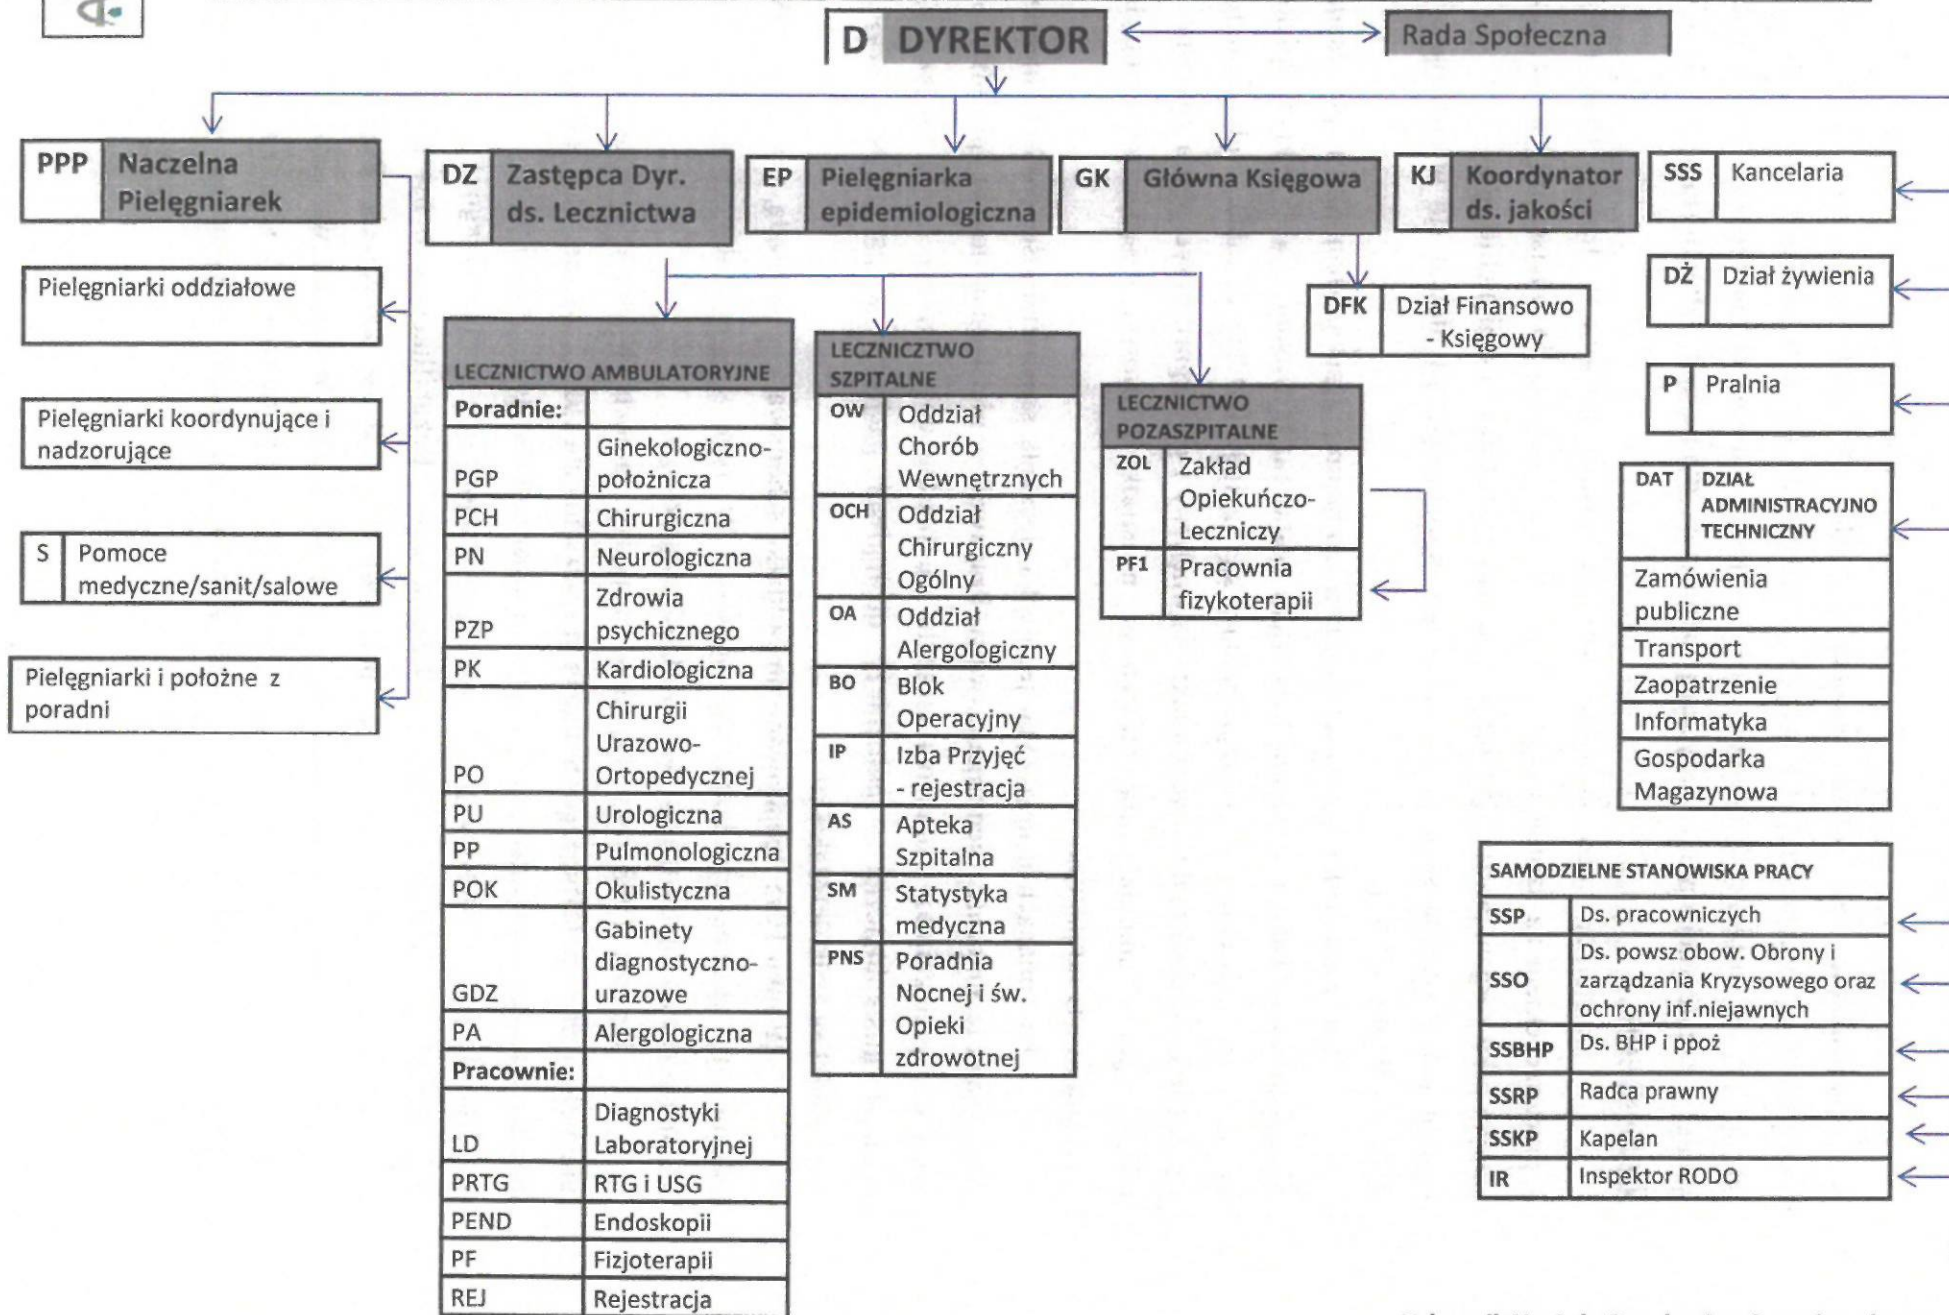 D DYREKTOR
Rada Społeczna
PPP Naczelna
Pielęgniarek
DZ Zastępca Dyr.
ds. Lecznictwa
EP Pielęgniarka
epidemiologiczna
GK Główna Księgowa
KJ Koordynator
ds. jakości
SSS Kancelaria
Pielęgniarki oddziałowe
Pielęgniarki koordynujące i
nadzorujące
S Pomoce
medyczne/sanit/salowe
Pielęgniarki i położne z
poradni
LECZNICTWO AMBULATORYJNE
Poradnie:
Ginekologiczno-
PGP położnicza
PCH Chirurgiczna
PN Neurologiczna
Zdrowia
PZP psychicznego
PK Kardiologiczna
Chirurgii
Urazowo-
PO Ortopedycznej
PU Urologiczna
PP Pulmonologiczna
POK Okulistyczna
Gabinety
diagnostyczno-
GDZ urazowe
PA Alergologiczna
Pracownie:
Diagnostyki
LD Laboratoryjnej
PRTG RTG i USG
PEND Endoskopii
PF Fizjoterapii
REJ Rejestracja
LECZNICZTWO
SZPITALNE
OW Oddział
Chorób
Wewnętrznych
OCH Oddział
Chirurgiczny
Ogólny
OA Oddział
Alergologiczny
BO Blok
Operacyjny
IP Izba Przyjęć
- rejestracja
AS Apteka
Szpitalna
SM Statystyka
medyczna
PNS Poradnia
Nocnej i św.
Opieki
zdrowotnej
LECZNICTWO
POZASZPITALNE
ZOL Zakład
Opiekuńczo-
Leczniczy
PF1 Pracownia
fizykoterapii
DFK Dział Finansowo
- Księgowy
DŻ Dział żywienia
P Pralnia
DAT DZIAŁ
ADMINISTRACYJNO
TECHNICZNY
Zamówienia
publiczne
Transport
Zaopatrzenie
Informatyka
Gospodarka
Magazynowa
SAMODZIELNE STANOWISKA PRACY
SSP Ds. pracowniczych
Ds. powsz obow. Obrony i
SSO zarządzania Kryzysowego oraz
ochrony inf.niejawnych
SSBHP Ds. BHP i ppoż
SSRP Radca prawny
SSKP Kapelan
IR Inspektor RODO